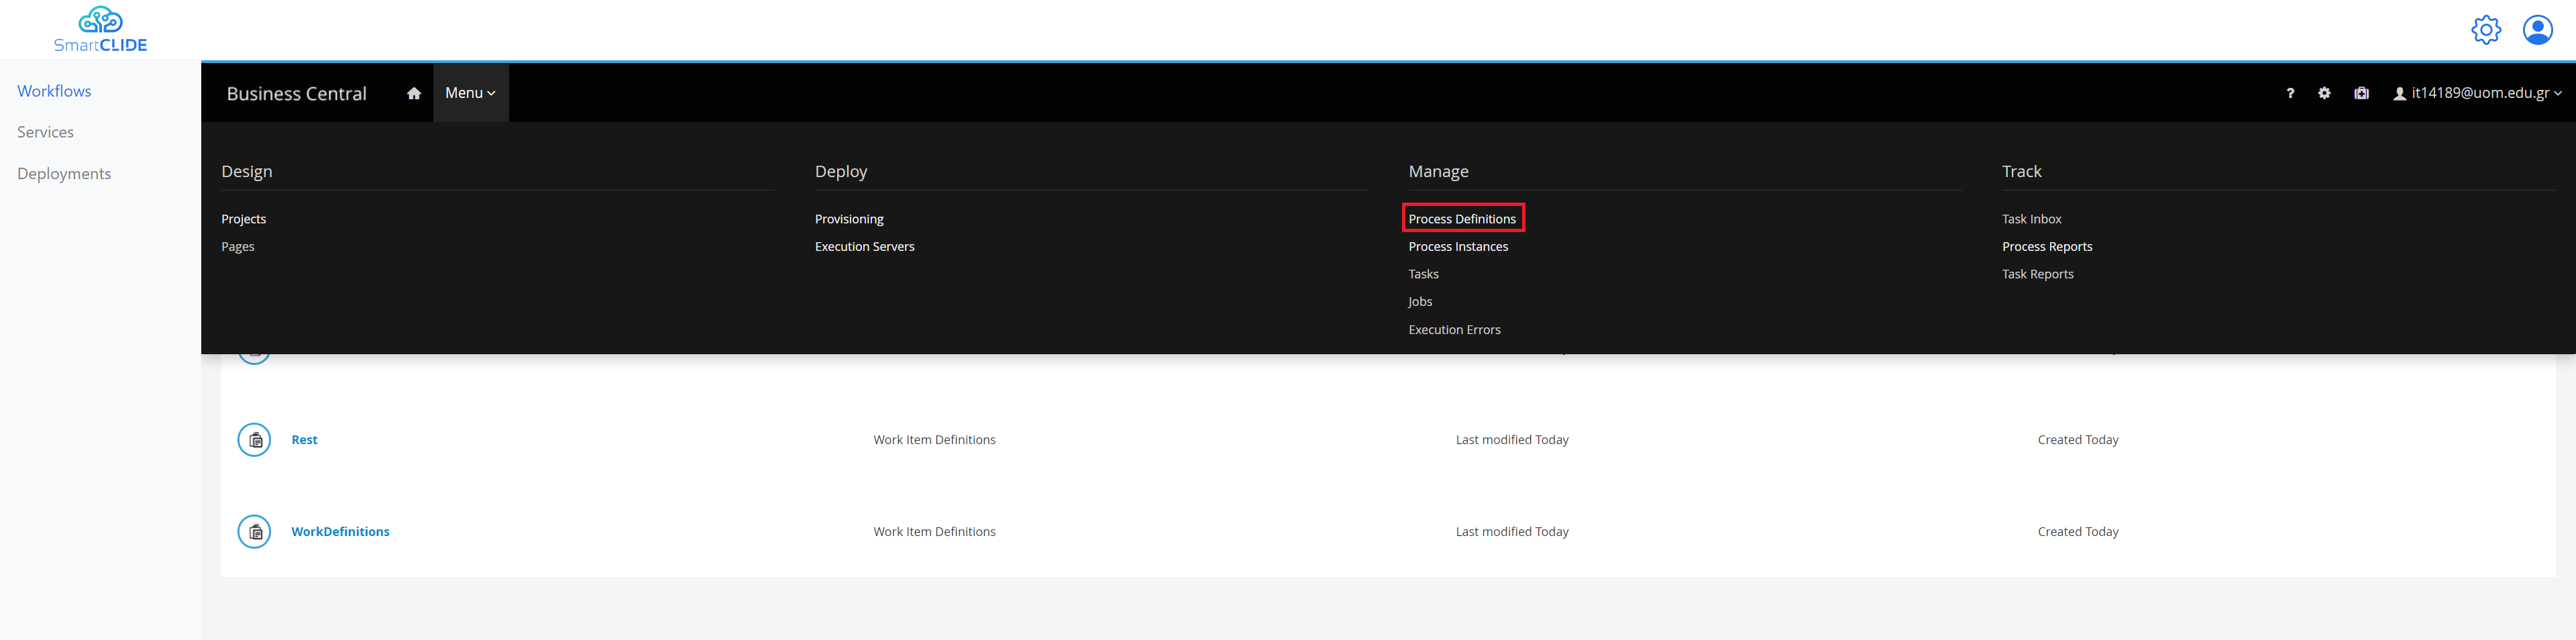 SmartCLIDE
Workflows
Services
Deployments
Business Central
Menu
?
it14189@uom.edu.gr
Design
Projects
Pages
Deploy
Provisioning
Execution Servers
Manage
Process Definitions
Process Instances
Tasks
Jobs
Execution Errors
Track
Task Inbox
Process Reports
Task Reports
Rest Work Item Definitions Last modified Today Created Today
WorkDefinitions Work Item Definitions Last modified Today Created Today